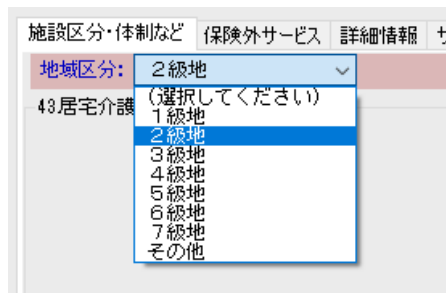 施設区分・体制など 保険外サービス 詳細情報
地域区分: 2級地
43居宅介護
(選択してください)
1級地
2級地
3級地
4級地
5級地
6級地
7級地
その他